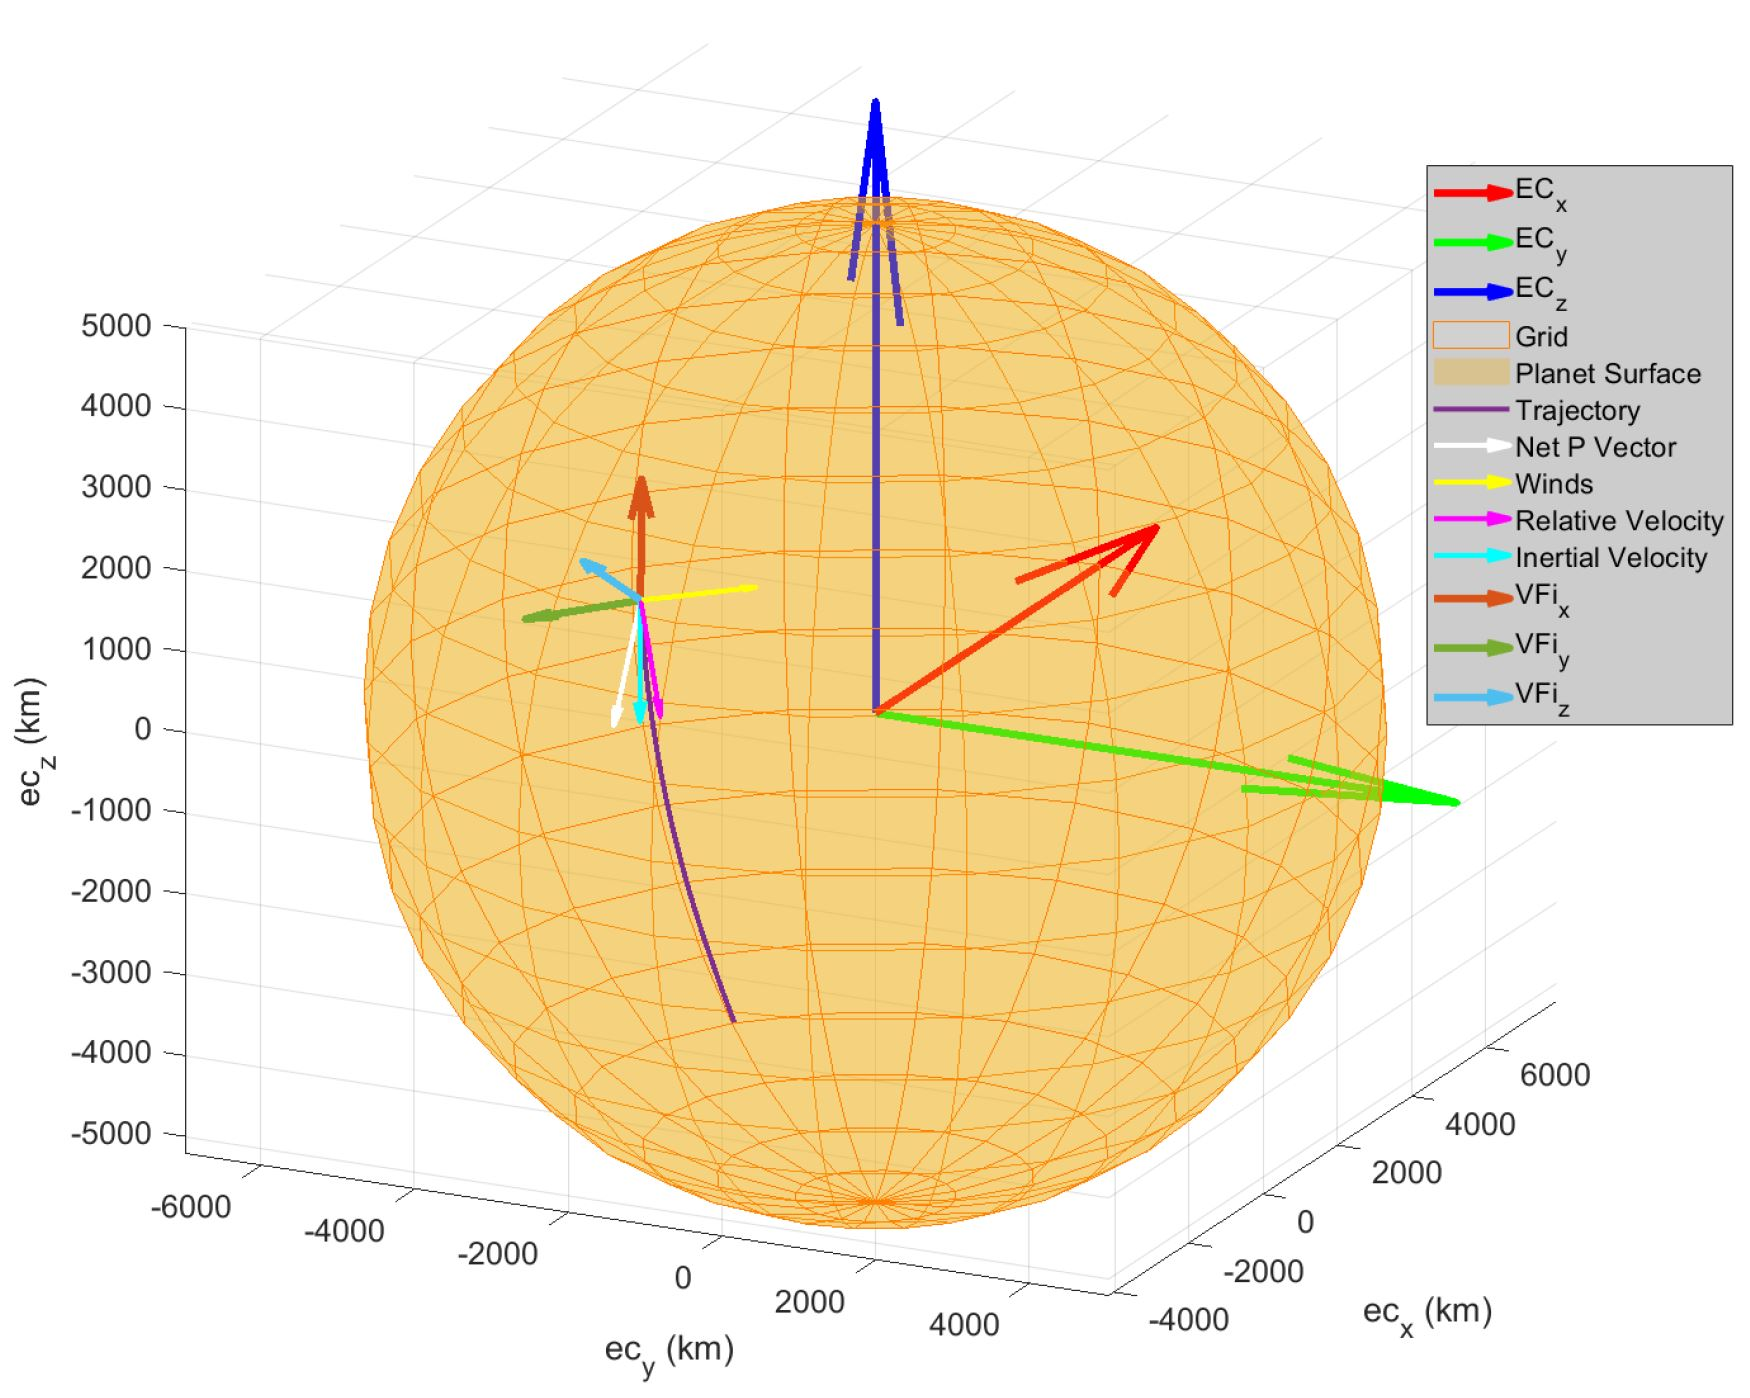 EC_x
EC_y
EC_z
Grid
Planet Surface
Trajectory
Net P Vector
Winds
Relative Velocity
Inertial Velocity
VFi_x
VFi_y
VFi_z
5000
4000
3000
2000
1000
0
-1000
-2000
-3000
-4000
-5000
ec_z (km)
-6000
-4000
-2000
0
2000
4000
ec_y (km)
-4000
-2000
0
2000
4000
6000
ec_x (km)